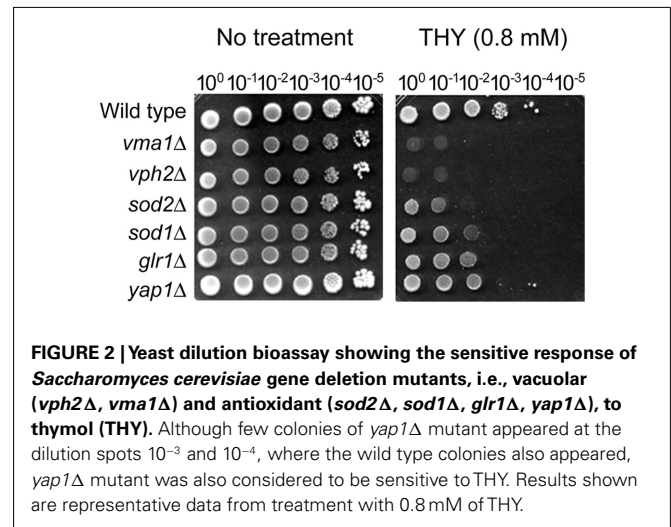 No treatment THY (0.8 mM)
10⁰ 10⁻¹ 10⁻² 10⁻³ 10⁻⁴ 10⁻⁵ 10⁰ 10⁻¹ 10⁻² 10⁻³ 10⁻⁴ 10⁻⁵
Wild type
vma1Δ
vph2Δ
sod2Δ
sod1Δ
glr1Δ
yap1Δ
FIGURE 2 | Yeast dilution bioassay showing the sensitive response of
Saccharomyces cerevisiae gene deletion mutants, i.e., vacuolar
(vph2Δ, vma1Δ) and antioxidant (sod2Δ, sod1Δ, glr1Δ, yap1Δ), to
thymol (THY). Although few colonies of yap1Δ mutant appeared at the
dilution spots 10⁻³ and 10⁻⁴, where the wild type colonies also appeared,
yap1Δ mutant was also considered to be sensitive to THY. Results shown
are representative data from treatment with 0.8 mM of THY.